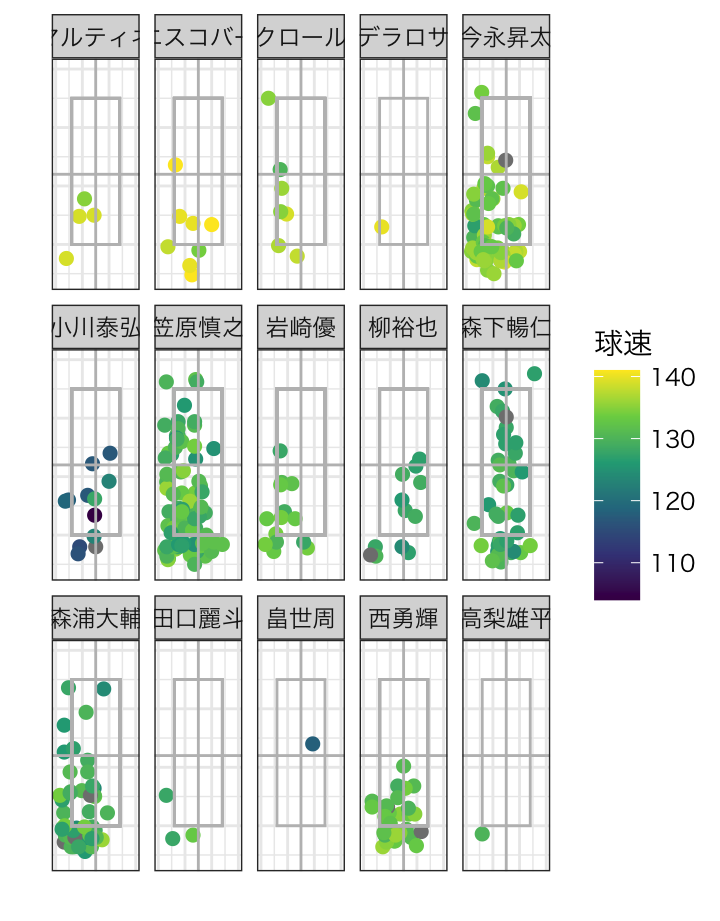 マルティネ
エスコバー
クロール
デラロサ
今永昇太
小川泰弘
笠原慎之
岩崎優
柳裕也
森下暢仁
森浦大輔
田口麗斗
畠世周
西勇輝
高梨雄平
球速
140
130
120
110